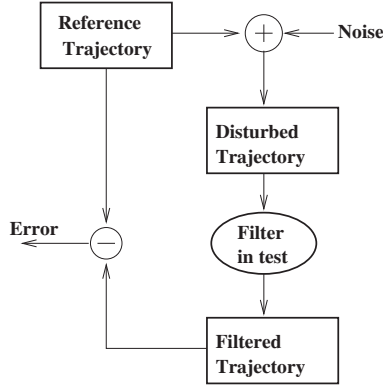 Reference
Trajectory
+
Noise
Disturbed
Trajectory
Error
−
Filter
in test
Filtered
Trajectory